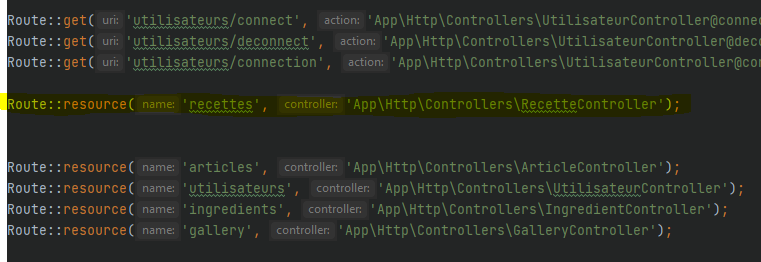 Route::get( uri: 'utilisateurs/connect', action: 'App\Http\Controllers\UtilisateurController@connec
Route::get( uri: 'utilisateurs/deconnect', action: 'App\Http\Controllers\UtilisateurController@deco
Route::get( uri: 'utilisateurs/connection', action: 'App\Http\Controllers\UtilisateurController@con
Route::resource( name: 'recettes', controller: 'App\Http\Controllers\RecetteController');
Route::resource( name: 'articles', controller: 'App\Http\Controllers\ArticleController');
Route::resource( name: 'utilisateurs', controller: 'App\Http\Controllers\UtilisateurController');
Route::resource( name: 'ingredients', controller: 'App\Http\Controllers\IngredientController');
Route::resource( name: 'gallery', controller: 'App\Http\Controllers\GalleryController');